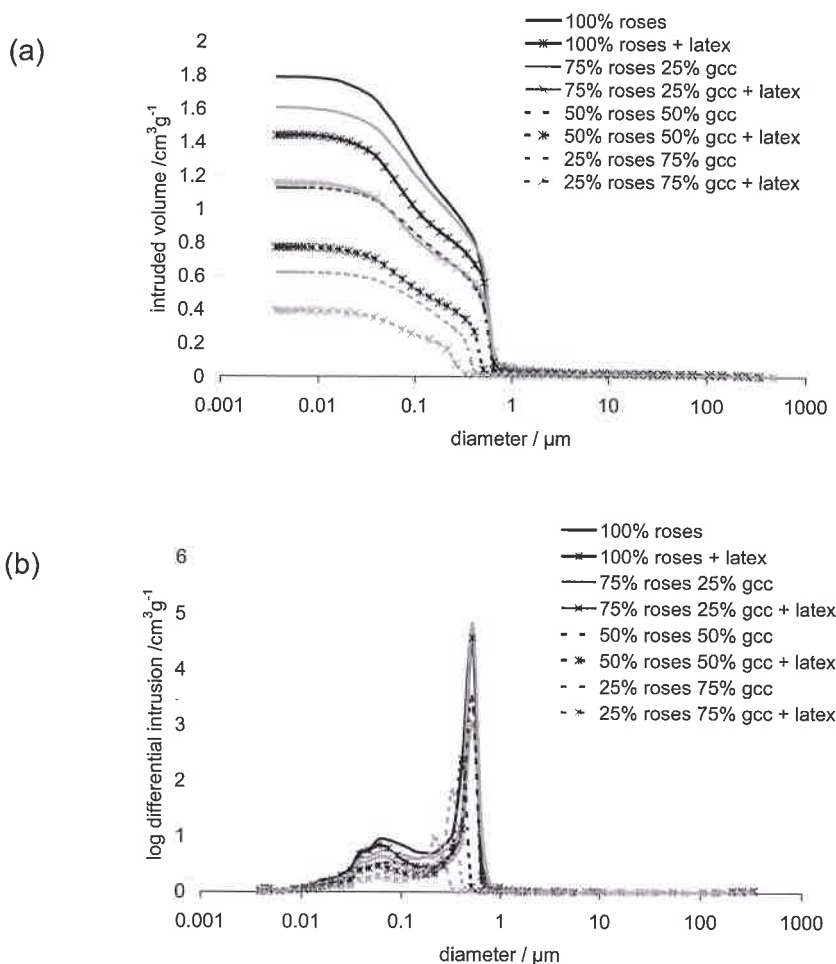 (a)
intruded volume /cm³g⁻¹
2
1.8
1.6
1.4
1.2
1
0.8
0.6
0.4
0.2
0
0.001 0.01 0.1 1 10 100 1000
diameter / µm
100% roses
100% roses + latex
75% roses 25% gcc
75% roses 25% gcc + latex
50% roses 50% gcc
50% roses 50% gcc + latex
25% roses 75% gcc
25% roses 75% gcc + latex
(b)
log differential intrusion /cm³g⁻¹
6
5
4
3
2
1
0
0.001 0.01 0.1 1 10 100 1000
diameter / µm
100% roses
100% roses + latex
75% roses 25% gcc
75% roses 25% gcc + latex
50% roses 50% gcc
50% roses 50% gcc + latex
25% roses 75% gcc
25% roses 75% gcc + latex